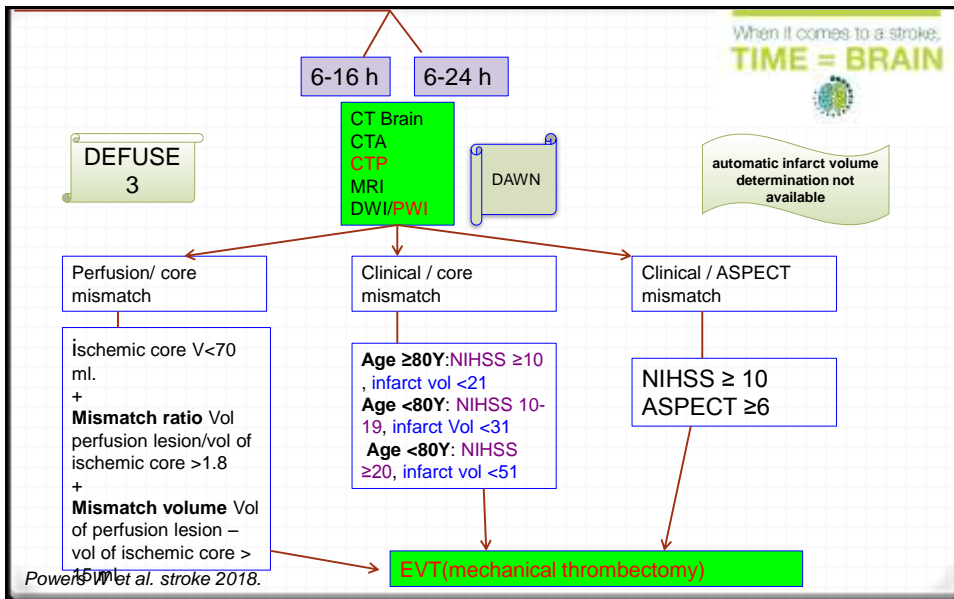 When it comes to a stroke,
TIME = BRAIN
6-16 h
6-24 h
CT Brain
CTA
CTP
MRI
DWI/PWI
DEFUSE
3
DAWN
automatic infarct volume
determination not
available
Perfusion/ core
mismatch
Clinical / core
mismatch
Clinical / ASPECT
mismatch
ischemic core V<70
ml.
+
Mismatch ratio Vol
perfusion lesion/vol of
ischemic core >1.8
+
Mismatch volume Vol
of perfusion lesion –
vol of ischemic core >
15 ml.
Age ≥80Y:NIHSS ≥10
, infarct vol <21
Age <80Y: NIHSS 10-
19, infarct Vol <31
Age <80Y: NIHSS
≥20, infarct vol <51
NIHSS ≥ 10
ASPECT ≥6
EVT(mechanical thrombectomy)
Powers W et al. stroke 2018.